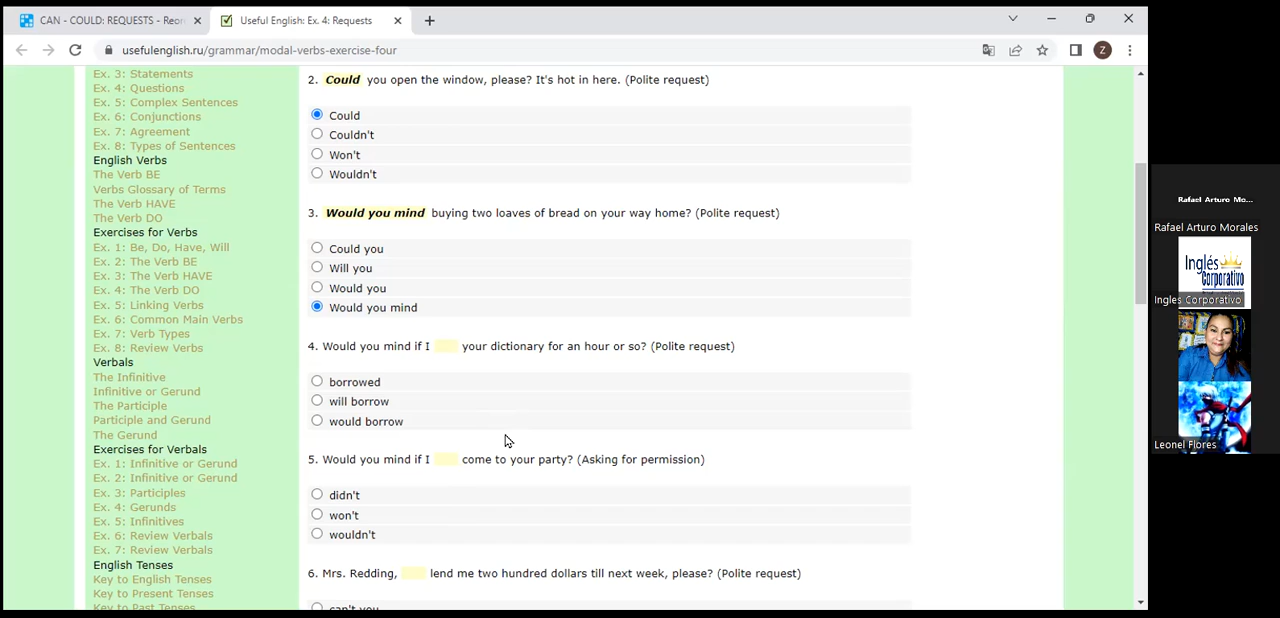 CAN - COULD: REQUESTS - Reor
Useful English: Ex. 4: Requests
usefulenglish.ru/grammar/modal-verbs-exercise-four
Z
Ex. 3: Statements
Ex. 4: Questions
Ex. 5: Complex Sentences
Ex. 6: Conjunctions
Ex. 7: Agreement
Ex. 8: Types of Sentences
English Verbs
The Verb BE
Verbs Glossary of Terms
The Verb HAVE
The Verb DO
Exercises for Verbs
Ex. 1: Be, Do, Have, Will
Ex. 2: The Verb BE
Ex. 3: The Verb HAVE
Ex. 4: The Verb DO
Ex. 5: Linking Verbs
Ex. 6: Common Main Verbs
Ex. 7: Verb Types
Ex. 8: Review Verbs
Verbals
The Infinitive
Infinitive or Gerund
The Participle
Participle and Gerund
The Gerund
Exercises for Verbals
Ex. 1: Infinitive or Gerund
Ex. 2: Infinitive or Gerund
Ex. 3: Participles
Ex. 4: Gerunds
Ex. 5: Infinitives
Ex. 6: Review Verbals
Ex. 7: Review Verbals
English Tenses
Key to English Tenses
Key to Present Tenses
Key to Past Tenses
2. Could you open the window, please? It's hot in here. (Polite request)
Could
Couldn't
Won't
Wouldn't
3. Would you mind buying two loaves of bread on your way home? (Polite request)
Could you
Will you
Would you
Would you mind
4. Would you mind if I your dictionary for an hour or so? (Polite request)
borrowed
will borrow
would borrow
5. Would you mind if I come to your party? (Asking for permission)
didn't
won't
wouldn't
6. Mrs. Redding, lend me two hundred dollars till next week, please? (Polite request)
can't you
Rafael Arturo Mo...
Rafael Arturo Morales
Inglés
Corporativo
Ingles Corporativo
Leonel Flores